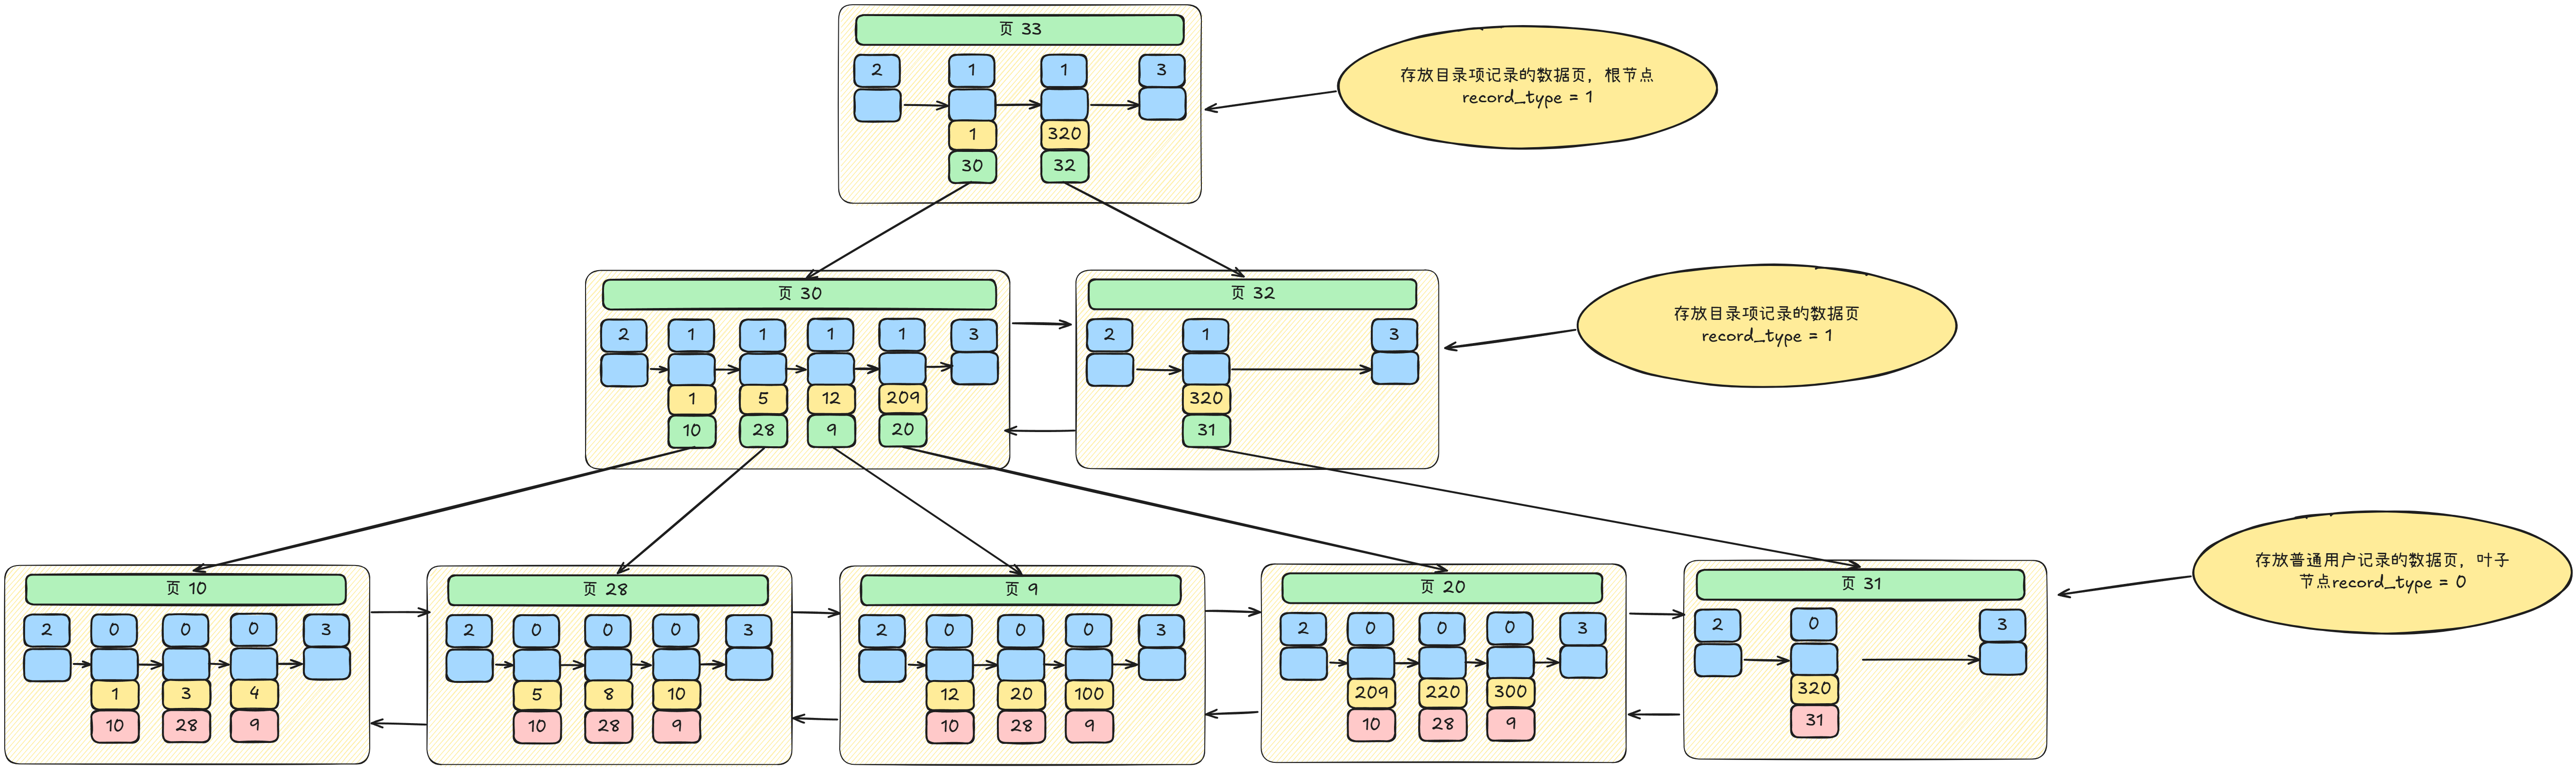 页 33
2 1 1 3
1 320
30 32
存放目录项记录的数据页，根节点
record_type = 1
页 30
2 1 1 1 1 3
1 5 12 209
10 28 9 20
页 32
2 1 3
320
31
存放目录项记录的数据页
record_type = 1
页 10
2 0 0 0 3
1 3 4
10 28 9
页 28
2 0 0 0 3
5 8 10
10 28 9
页 9
2 0 0 0 3
12 20 100
10 28 9
页 20
2 0 0 0 3
209 220 300
10 28 9
页 31
2 0 3
320
31
存放普通用户记录的数据页，叶子
节点record_type = 0